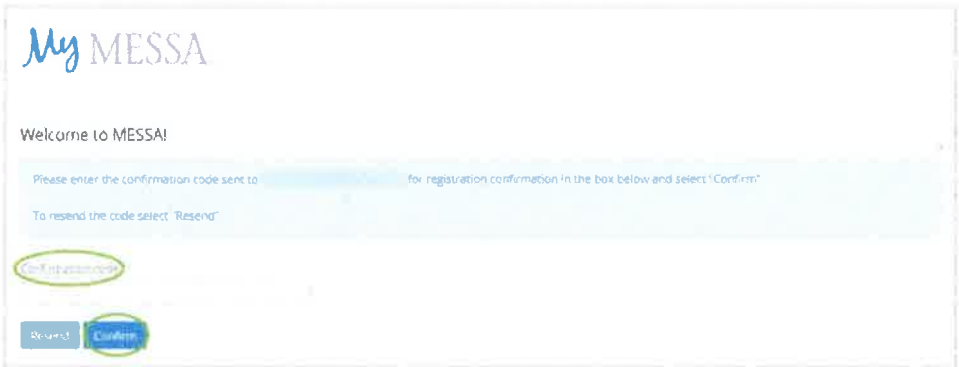 My MESSA
Welcome to MESSA!
Please enter the confirmation code sent to for registration confirmation in the box below and select "Confirm"
To resend the code select "Resend"
Confirmation code
Resend Confirm